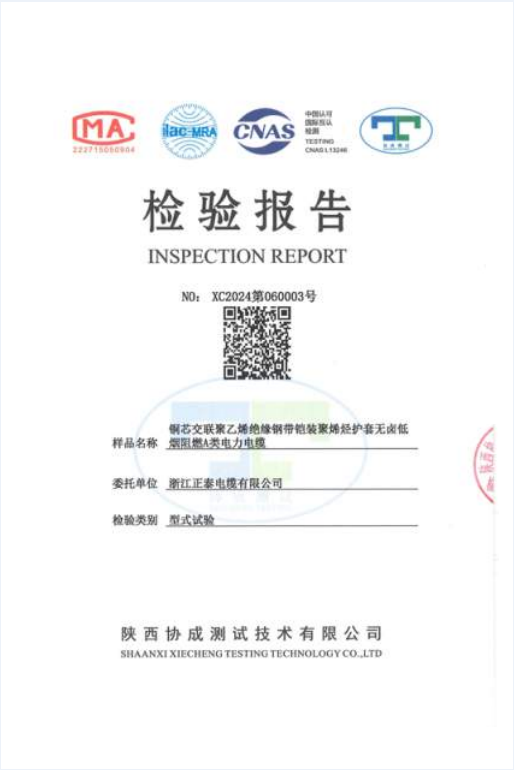 MA
222715050904
ilac-MRA
CNAS
中国认可
国际互认
检测
TESTING
CNAS L13246
检验报告
INSPECTION REPORT
NO: XC2024第060003号
铜芯交联聚乙烯绝缘钢带铠装聚烯烃护套无卤低
样品名称 烟阻燃A类电力电缆
委托单位 浙江正泰电缆有限公司
检验类别 型式试验
陕西协成测试技术有限公司
SHAANXI XIECHENG TESTING TECHNOLOGY CO.,LTD